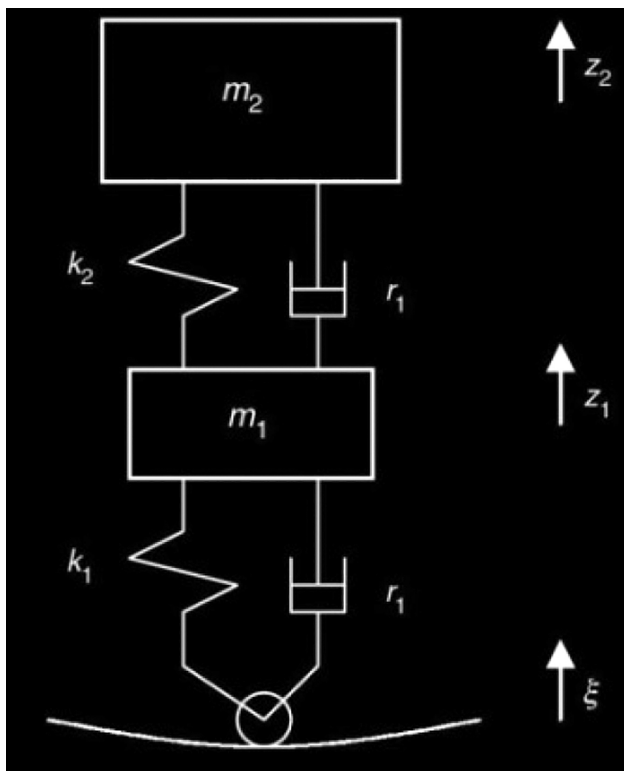 m₂
z₂
k₂
r₁
z₁
m₁
k₁
r₁
ξ